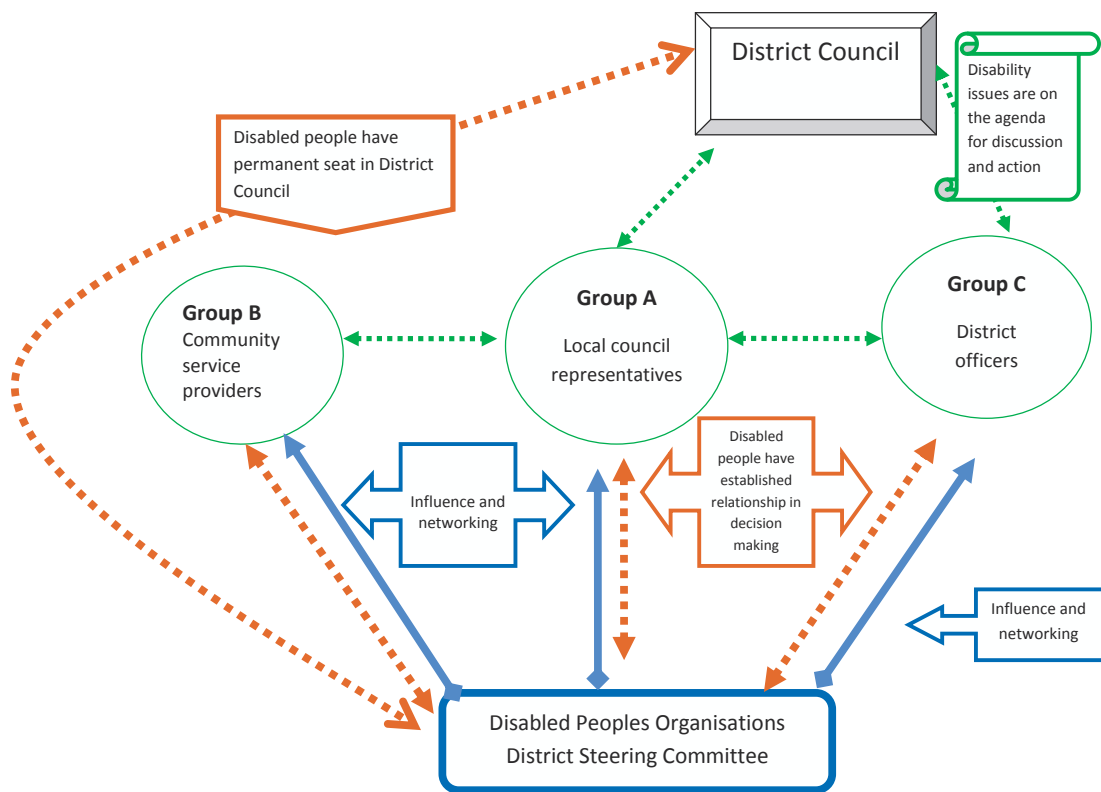 District Council
Disability
issues are on
the agenda
for discussion
and action
Disabled people have
permanent seat in District
Council
Group B
Community
service
providers
Group A
Local council
representatives
Group C
District
officers
Influence and
networking
Disabled
people have
established
relationship in
decision
making
Influence and
networking
Disabled Peoples Organisations
District Steering Committee